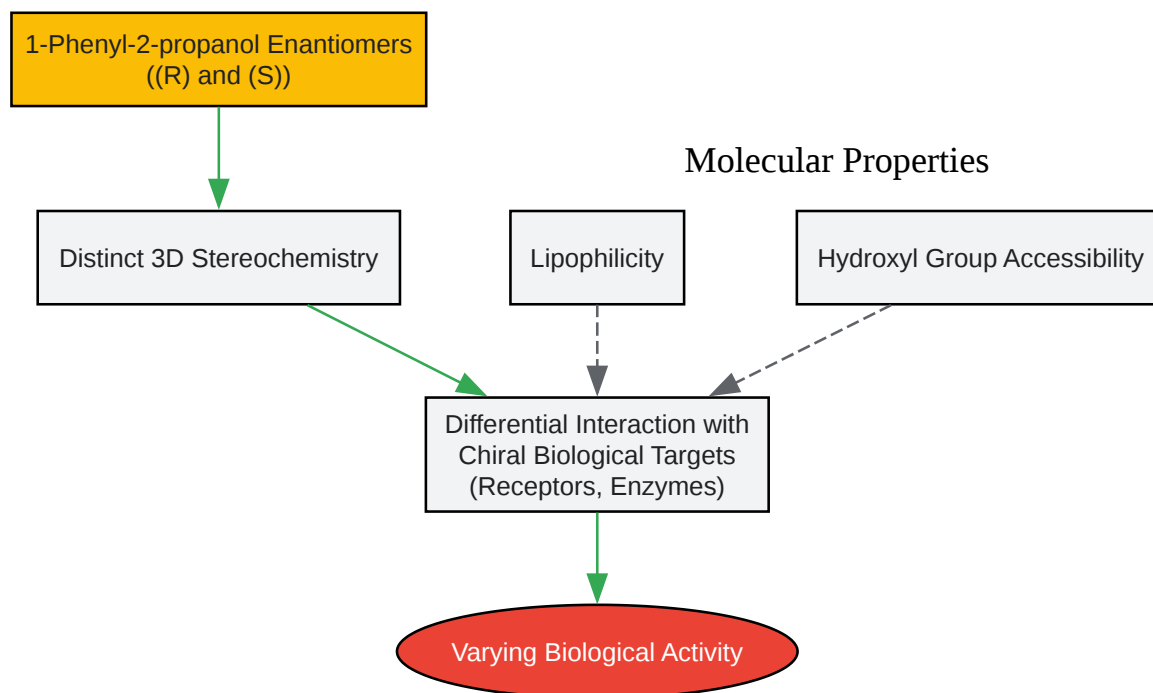 1-Phenyl-2-propanol Enantiomers
((R) and (S))
Molecular Properties
Distinct 3D Stereochemistry
Lipophilicity
Hydroxyl Group Accessibility
Differential Interaction with
Chiral Biological Targets
(Receptors, Enzymes)
Varying Biological Activity